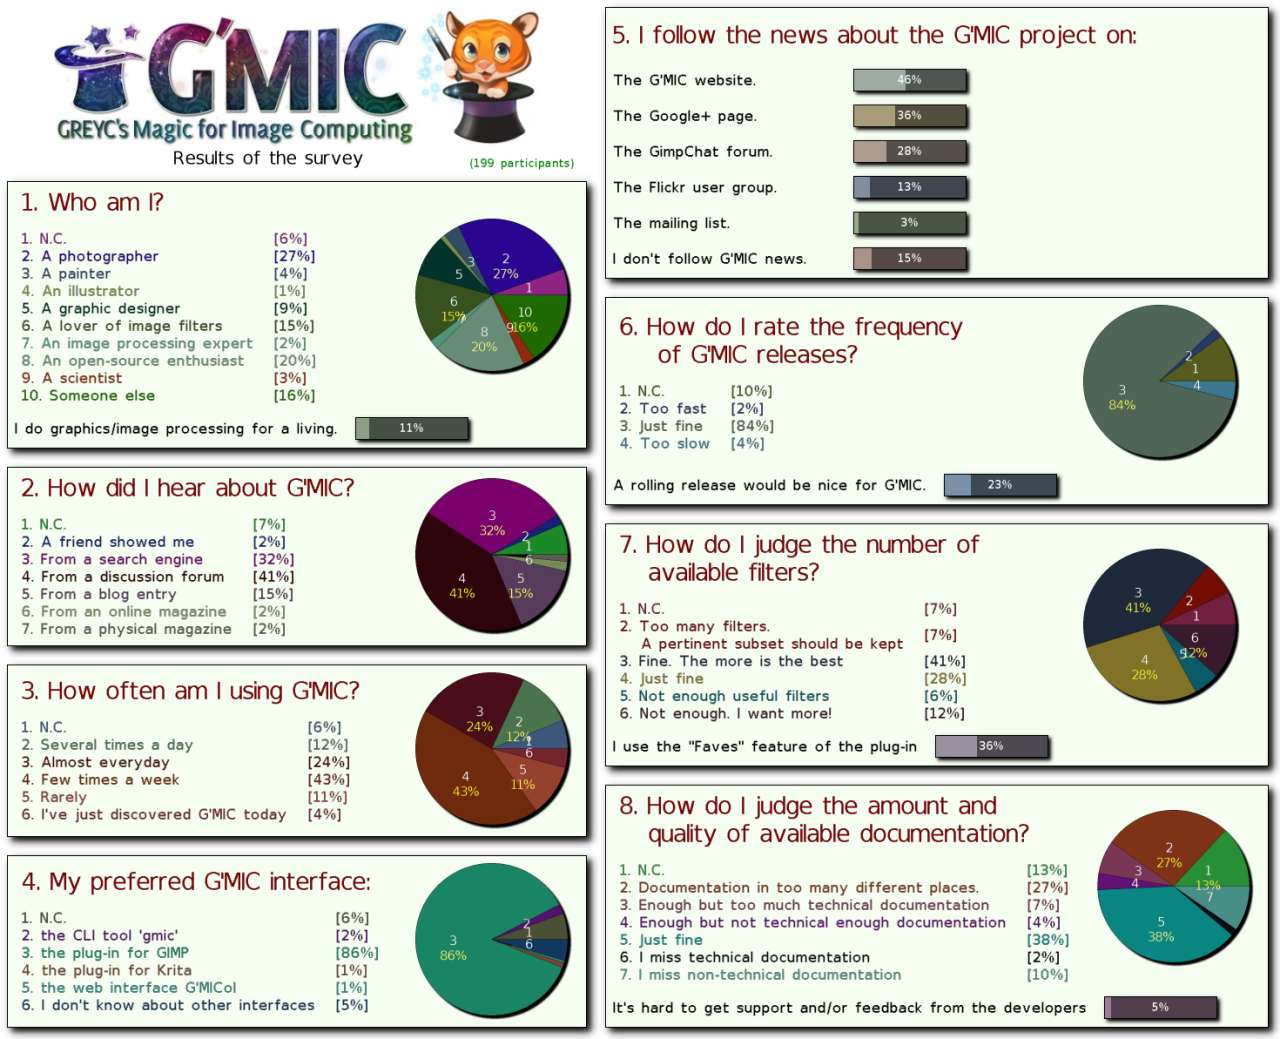 G'MIC
GREYC's Magic for Image Computing
Results of the survey
(199 participants)
1. Who am I?
1. N.C. [6%]
2. A photographer [27%]
3. A painter [4%]
4. An illustrator [1%]
5. A graphic designer [9%]
6. A lover of image filters [15%]
7. An image processing expert [2%]
8. An open-source enthusiast [20%]
9. A scientist [3%]
10. Someone else [16%]
2
27%
3
1
5
6
15%
7
8
20%
9
10
16%
I do graphics/image processing for a living. 11%
2. How did I hear about G'MIC?
1. N.C. [7%]
2. A friend showed me [2%]
3. From a search engine [32%]
4. From a discussion forum [41%]
5. From a blog entry [15%]
6. From an online magazine [2%]
7. From a physical magazine [2%]
3
32%
2
1
6
4
41%
5
15%
3. How often am I using G'MIC?
1. N.C. [6%]
2. Several times a day [12%]
3. Almost everyday [24%]
4. Few times a week [43%]
5. Rarely [11%]
6. I've just discovered G'MIC today [4%]
3
24%
2
12%
1
6
4
43%
5
11%
4. My preferred G'MIC interface:
1. N.C. [6%]
2. the CLI tool 'gmic' [2%]
3. the plug-in for GIMP [86%]
4. the plug-in for Krita [1%]
5. the web interface G'MICol [1%]
6. I don't know about other interfaces [5%]
2
1
6
3
86%
5. I follow the news about the G'MIC project on:
The G'MIC website. 46%
The Google+ page. 36%
The GimpChat forum. 28%
The Flickr user group. 13%
The mailing list. 3%
I don't follow G'MIC news. 15%
6. How do I rate the frequency
of G'MIC releases?
1. N.C. [10%]
2. Too fast [2%]
3. Just fine [84%]
4. Too slow [4%]
2
1
4
3
84%
A rolling release would be nice for G'MIC. 23%
7. How do I judge the number of
available filters?
1. N.C. [7%]
2. Too many filters.
A pertinent subset should be kept [7%]
3. Fine. The more is the best [41%]
4. Just fine [28%]
5. Not enough useful filters [6%]
6. Not enough. I want more! [12%]
3
41%
2
1
6
12%
5
4
28%
I use the "Faves" feature of the plug-in 36%
8. How do I judge the amount and
quality of available documentation?
1. N.C. [13%]
2. Documentation in too many different places. [27%]
3. Enough but too much technical documentation [7%]
4. Enough but not technical enough documentation [4%]
5. Just fine [38%]
6. I miss technical documentation [2%]
7. I miss non-technical documentation [10%]
2
27%
3
4
1
13%
7
5
38%
It's hard to get support and/or feedback from the developers 5%